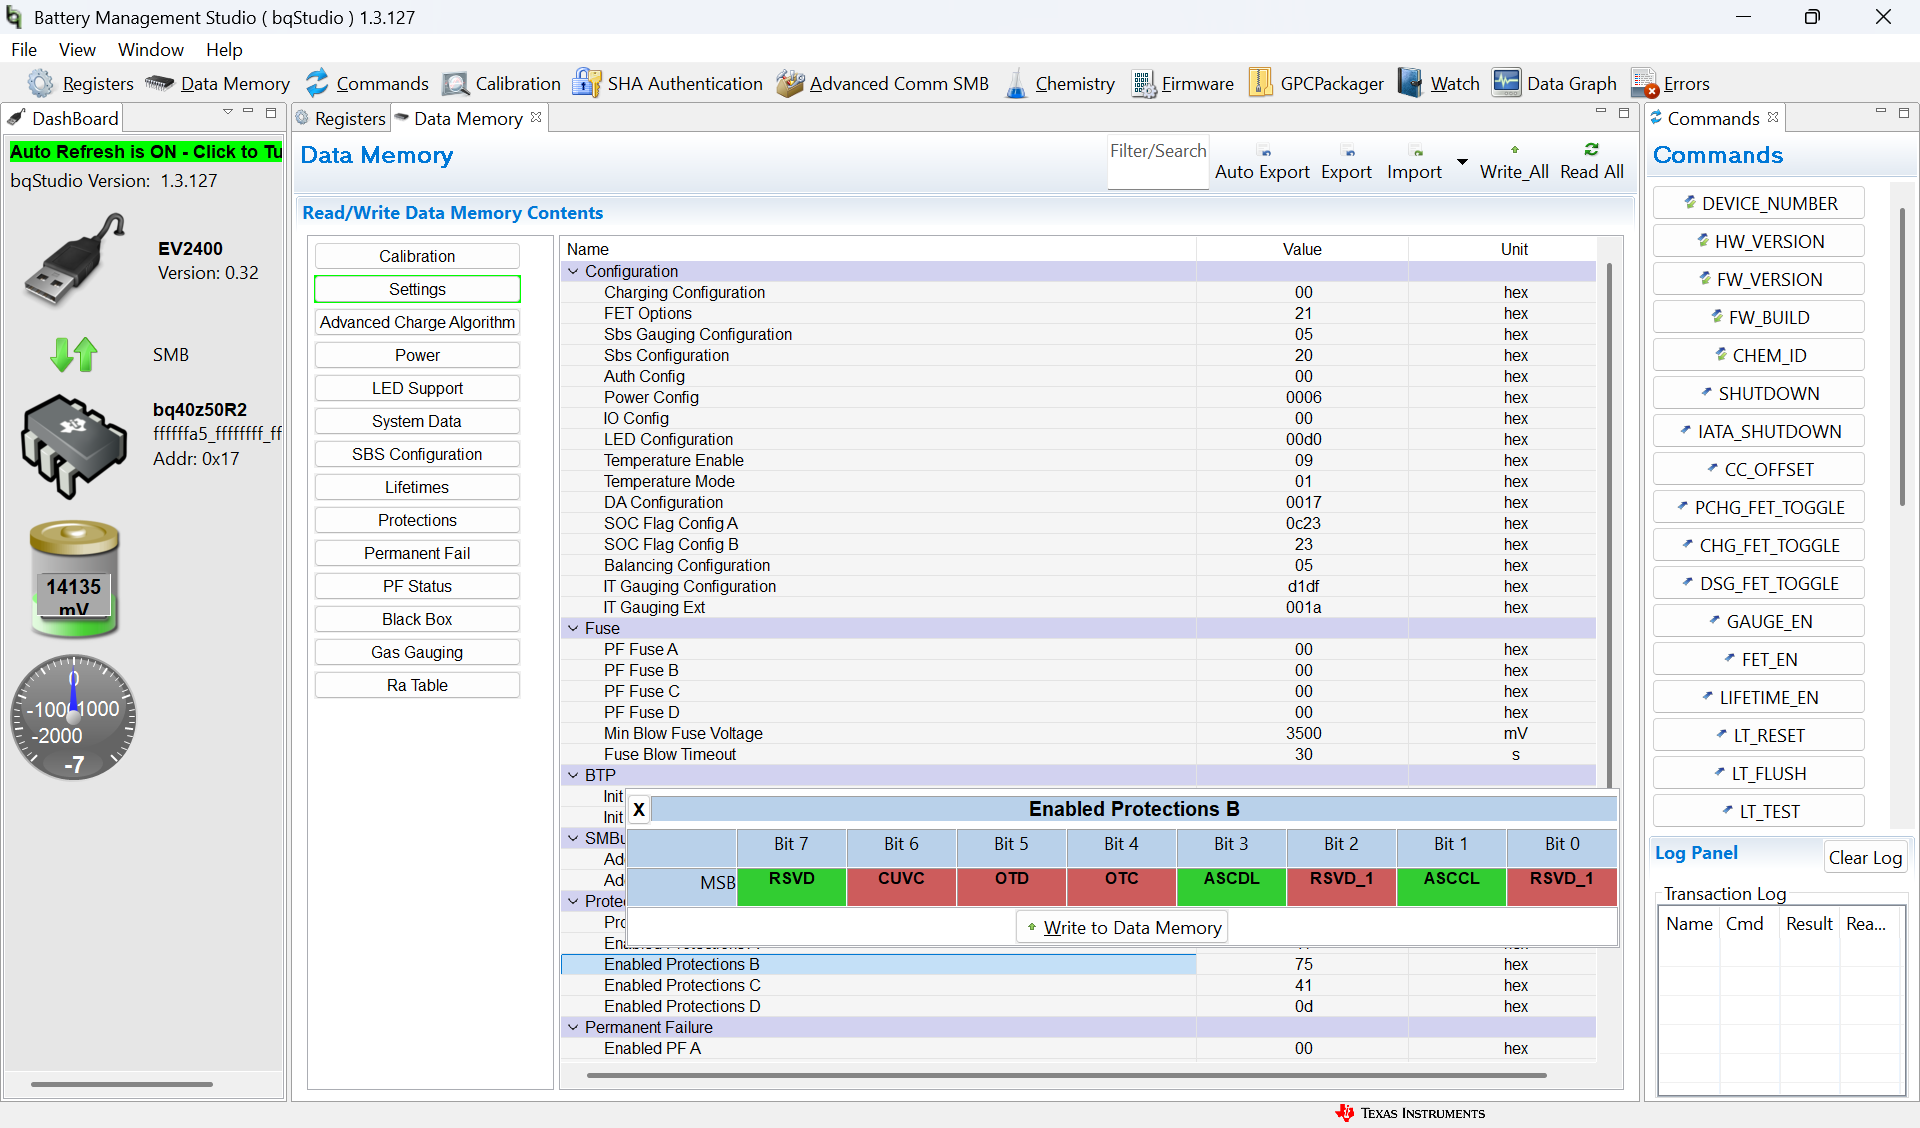 Battery Management Studio ( bqStudio ) 1.3.127
File View Window Help
Registers Data Memory Commands Calibration SHA Authentication Advanced Comm SMB Chemistry Firmware GPCPackager Watch Data Graph Errors
DashBoard
Auto Refresh is ON - Click to Tu
bqStudio Version: 1.3.127
EV2400
Version: 0.32
SMB
bq40z50R2
ffffffa5_ffffffff_ff
Addr: 0x17
14135
mV
0
-1000 1000
-2000
-7
Registers Data Memory
Data Memory
Filter/Search
Auto Export Export Import Write_All Read All
Read/Write Data Memory Contents
Calibration
Settings
Advanced Charge Algorithm
Power
LED Support
System Data
SBS Configuration
Lifetimes
Protections
Permanent Fail
PF Status
Black Box
Gas Gauging
Ra Table
Name Value Unit
Configuration
Charging Configuration 00 hex
FET Options 21 hex
Sbs Gauging Configuration 05 hex
Sbs Configuration 20 hex
Auth Config 00 hex
Power Config 0006 hex
IO Config 00 hex
LED Configuration 00d0 hex
Temperature Enable 09 hex
Temperature Mode 01 hex
DA Configuration 0017 hex
SOC Flag Config A 0c23 hex
SOC Flag Config B 23 hex
Balancing Configuration 05 hex
IT Gauging Configuration d1df hex
IT Gauging Ext 001a hex
Fuse
PF Fuse A 00 hex
PF Fuse B 00 hex
PF Fuse C 00 hex
PF Fuse D 00 hex
Min Blow Fuse Voltage 3500 mV
Fuse Blow Timeout 30 s
BTP
Init
Init
SMBu
Ad
Ad
Prote
Pro
X Enabled Protections B
Bit 7 Bit 6 Bit 5 Bit 4 Bit 3 Bit 2 Bit 1 Bit 0
MSB RSVD CUVC OTD OTC ASCDL RSVD_1 ASCCL RSVD_1
Write to Data Memory
Enabled Protections B 75 hex
Enabled Protections C 41 hex
Enabled Protections D 0d hex
Permanent Failure
Enabled PF A 00 hex
Commands
Commands
DEVICE_NUMBER
HW_VERSION
FW_VERSION
FW_BUILD
CHEM_ID
SHUTDOWN
IATA_SHUTDOWN
CC_OFFSET
PCHG_FET_TOGGLE
CHG_FET_TOGGLE
DSG_FET_TOGGLE
GAUGE_EN
FET_EN
LIFETIME_EN
LT_RESET
LT_FLUSH
LT_TEST
Log Panel
Clear Log
Transaction Log
Name Cmd Result Rea...
TEXAS INSTRUMENTS